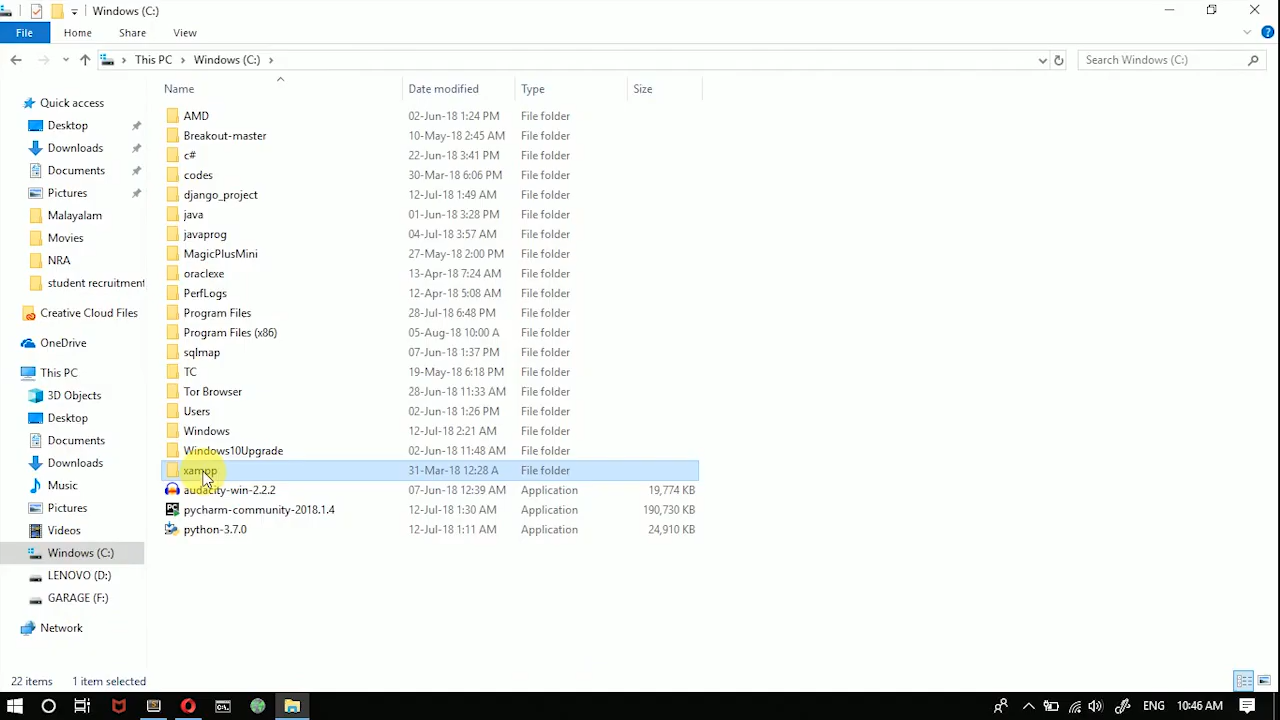 Windows (C:)
File Home Share View
This PC Windows (C:) Search Windows (C:)
Name Date modified Type Size
Quick access
Desktop
Downloads
Documents
Pictures
Malayalam
Movies
NRA
student recruitment
Creative Cloud Files
OneDrive
This PC
3D Objects
Desktop
Documents
Downloads
Music
Pictures
Videos
Windows (C:)
LENOVO (D:)
GARAGE (F:)
Network
AMD 02-Jun-18 1:24 PM File folder
Breakout-master 10-May-18 2:45 AM File folder
c# 22-Jun-18 3:41 PM File folder
codes 30-Mar-18 6:06 PM File folder
django_project 12-Jul-18 1:49 AM File folder
java 01-Jun-18 3:28 PM File folder
javaprog 04-Jul-18 3:57 AM File folder
MagicPlusMini 27-May-18 2:00 PM File folder
oraclexe 13-Apr-18 7:24 AM File folder
PerfLogs 12-Apr-18 5:08 AM File folder
Program Files 28-Jul-18 6:48 PM File folder
Program Files (x86) 05-Aug-18 10:00 A File folder
sqlmap 07-Jun-18 1:37 PM File folder
TC 19-May-18 6:18 PM File folder
Tor Browser 28-Jun-18 11:33 AM File folder
Users 02-Jun-18 1:26 PM File folder
Windows 12-Jul-18 2:21 AM File folder
Windows10Upgrade 02-Jun-18 11:48 AM File folder
xampp 31-Mar-18 12:28 A File folder
audacity-win-2.2.2 07-Jun-18 12:39 AM Application 19,774 KB
pycharm-community-2018.1.4 12-Jul-18 1:30 AM Application 190,730 KB
python-3.7.0 12-Jul-18 1:11 AM Application 24,910 KB
22 items 1 item selected
ENG 10:46 AM